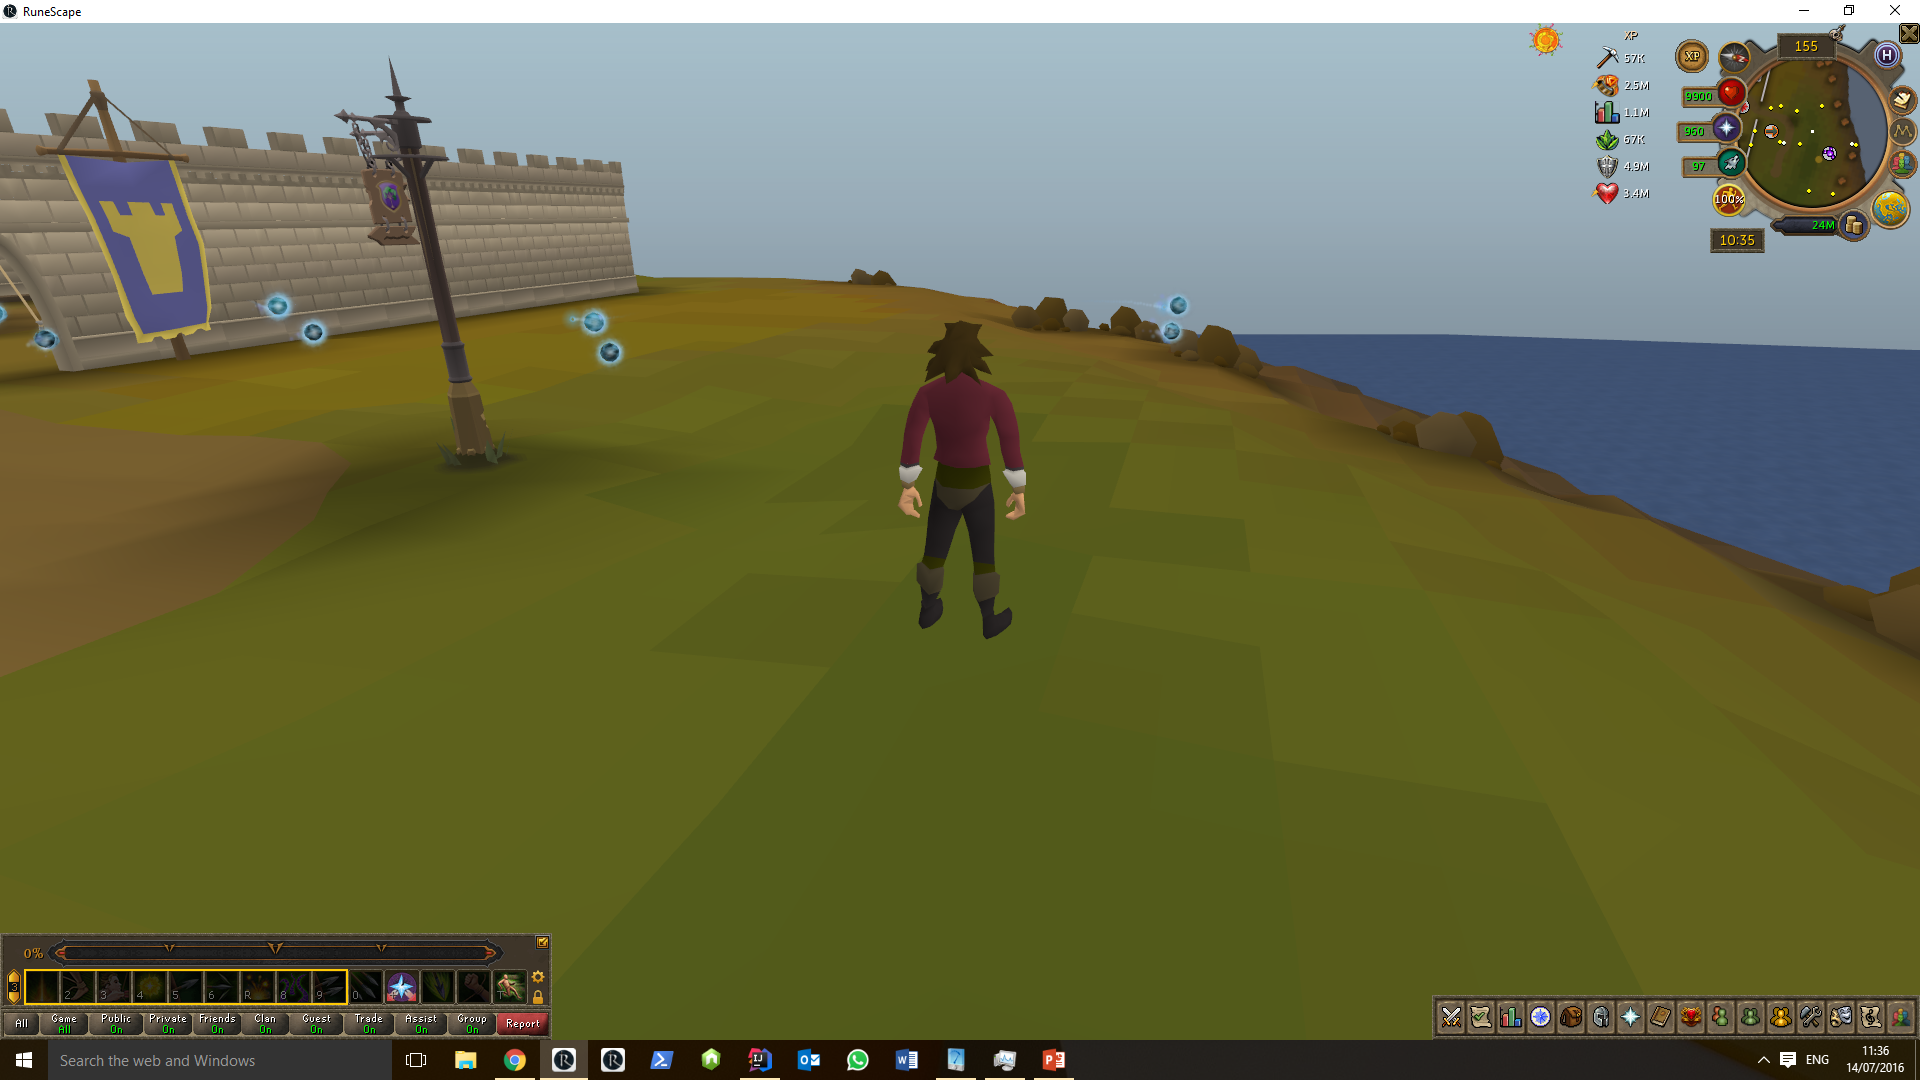 RuneScape
XP
57K
2.5M
1.1M
67K
4.9M
3.4M
XP
155
H
9900
960
97
100%
24M
10:35
0%
3
2 3 4 5 6 R 8 9 0 T
All
Game
All
Public
On
Private
On
Friends
On
Clan
On
Guest
On
Trade
On
Assist
On
Group
On
Report
Search the web and Windows
ENG
11:36
14/07/2016